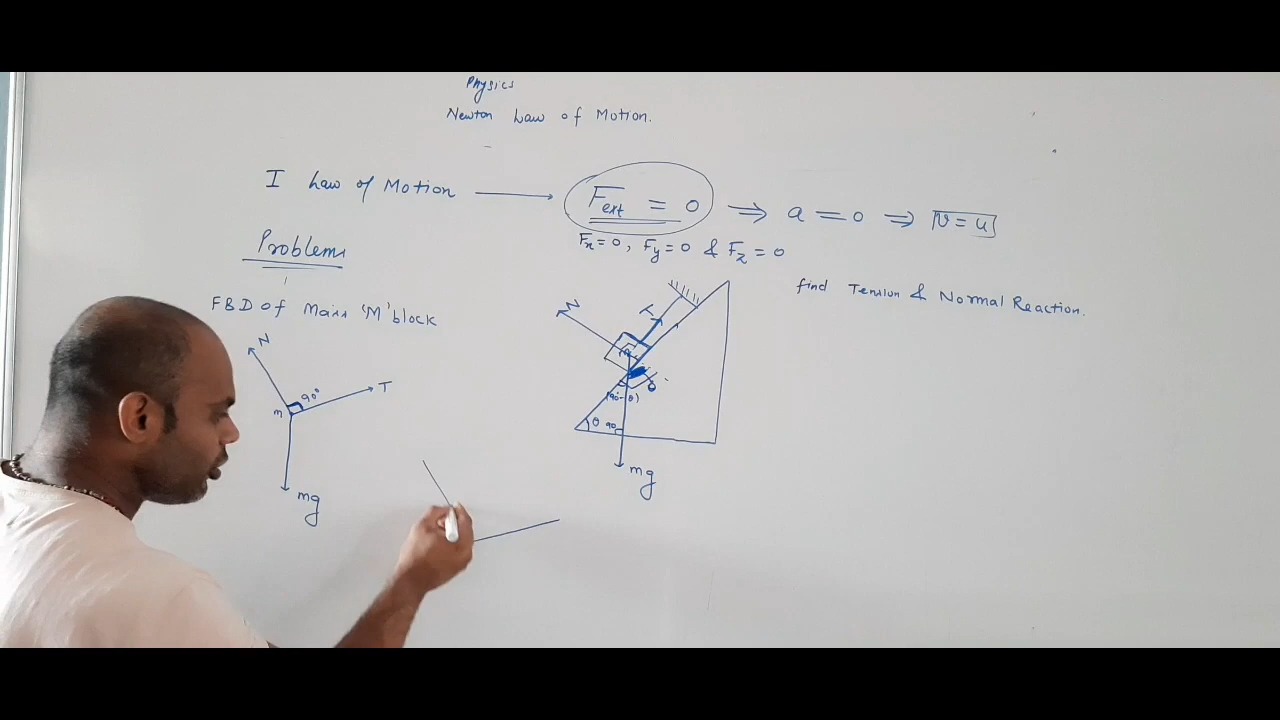 Physics
Newton Law of Motion.
I Law of Motion → F_ext = 0 ⇒ a = 0 ⇒ v = u
Fx = 0, Fy = 0 & Fz = 0
Problems
find Tension & Normal Reaction.
FBD Of Mass 'M' block
N
90°
T
m
mg
N
T
m
θ
(90-θ)
θ 90
mg